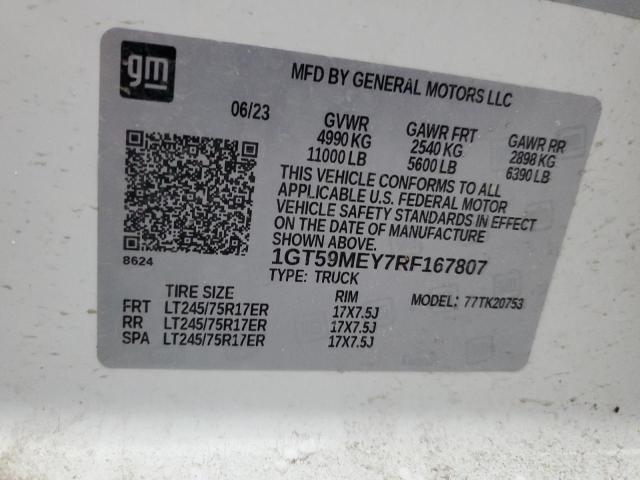 gm
MFD BY GENERAL MOTORS LLC
06/23
GVWR GAWR FRT GAWR RR
4990 KG 2540 KG 2898 KG
11000 LB 5600 LB 6390 LB
THIS VEHICLE CONFORMS TO ALL
APPLICABLE U.S. FEDERAL MOTOR
VEHICLE SAFETY STANDARDS IN EFFECT
ON THE DATE OF MANUFACTURE
SHOWN ABOVE.
8624
1GT59MEY7RF167807
TYPE: TRUCK
MODEL: 77TK20753
TIRE SIZE RIM
FRT LT245/75R17ER 17X7.5J
RR LT245/75R17ER 17X7.5J
SPA LT245/75R17ER 17X7.5J